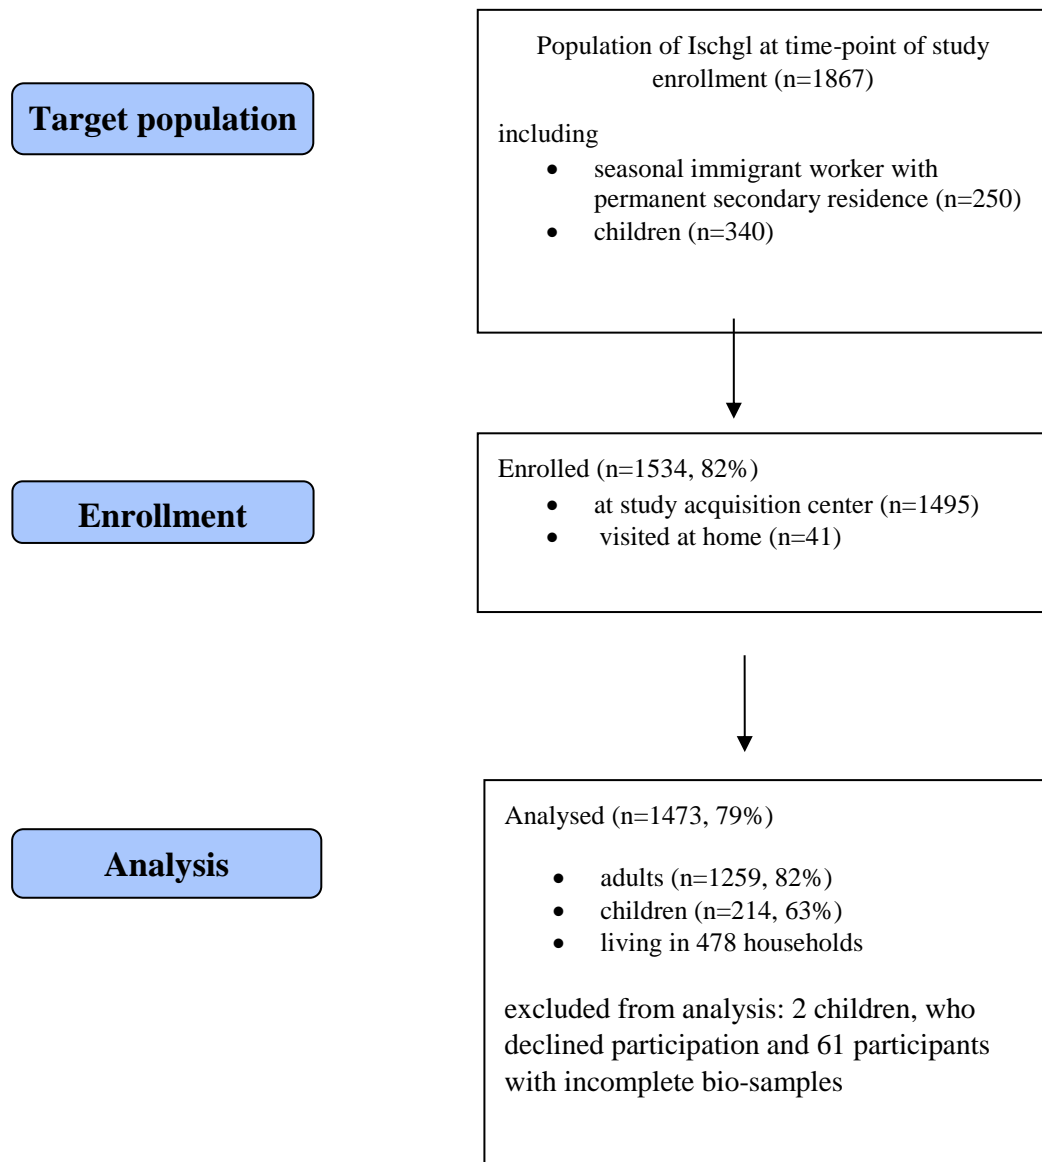 Target population
Population of Ischgl at time-point of study
enrollment (n=1867)
including
• seasonal immigrant worker with
permanent secondary residence (n=250)
• children (n=340)
Enrollment
Enrolled (n=1534, 82%)
• at study acquisition center (n=1495)
• visited at home (n=41)
Analysis
Analysed (n=1473, 79%)
• adults (n=1259, 82%)
• children (n=214, 63%)
• living in 478 households
excluded from analysis: 2 children, who
declined participation and 61 participants
with incomplete bio-samples